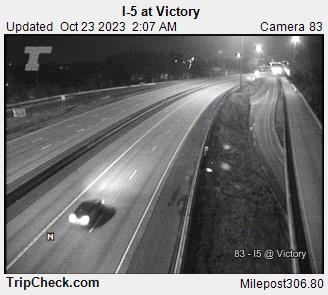 I-5 at Victory
Updated Oct 23 2023 2:07 AM Camera 83
T
N
83 - I5 @ Victory
TripCheck.com Milepost306.80